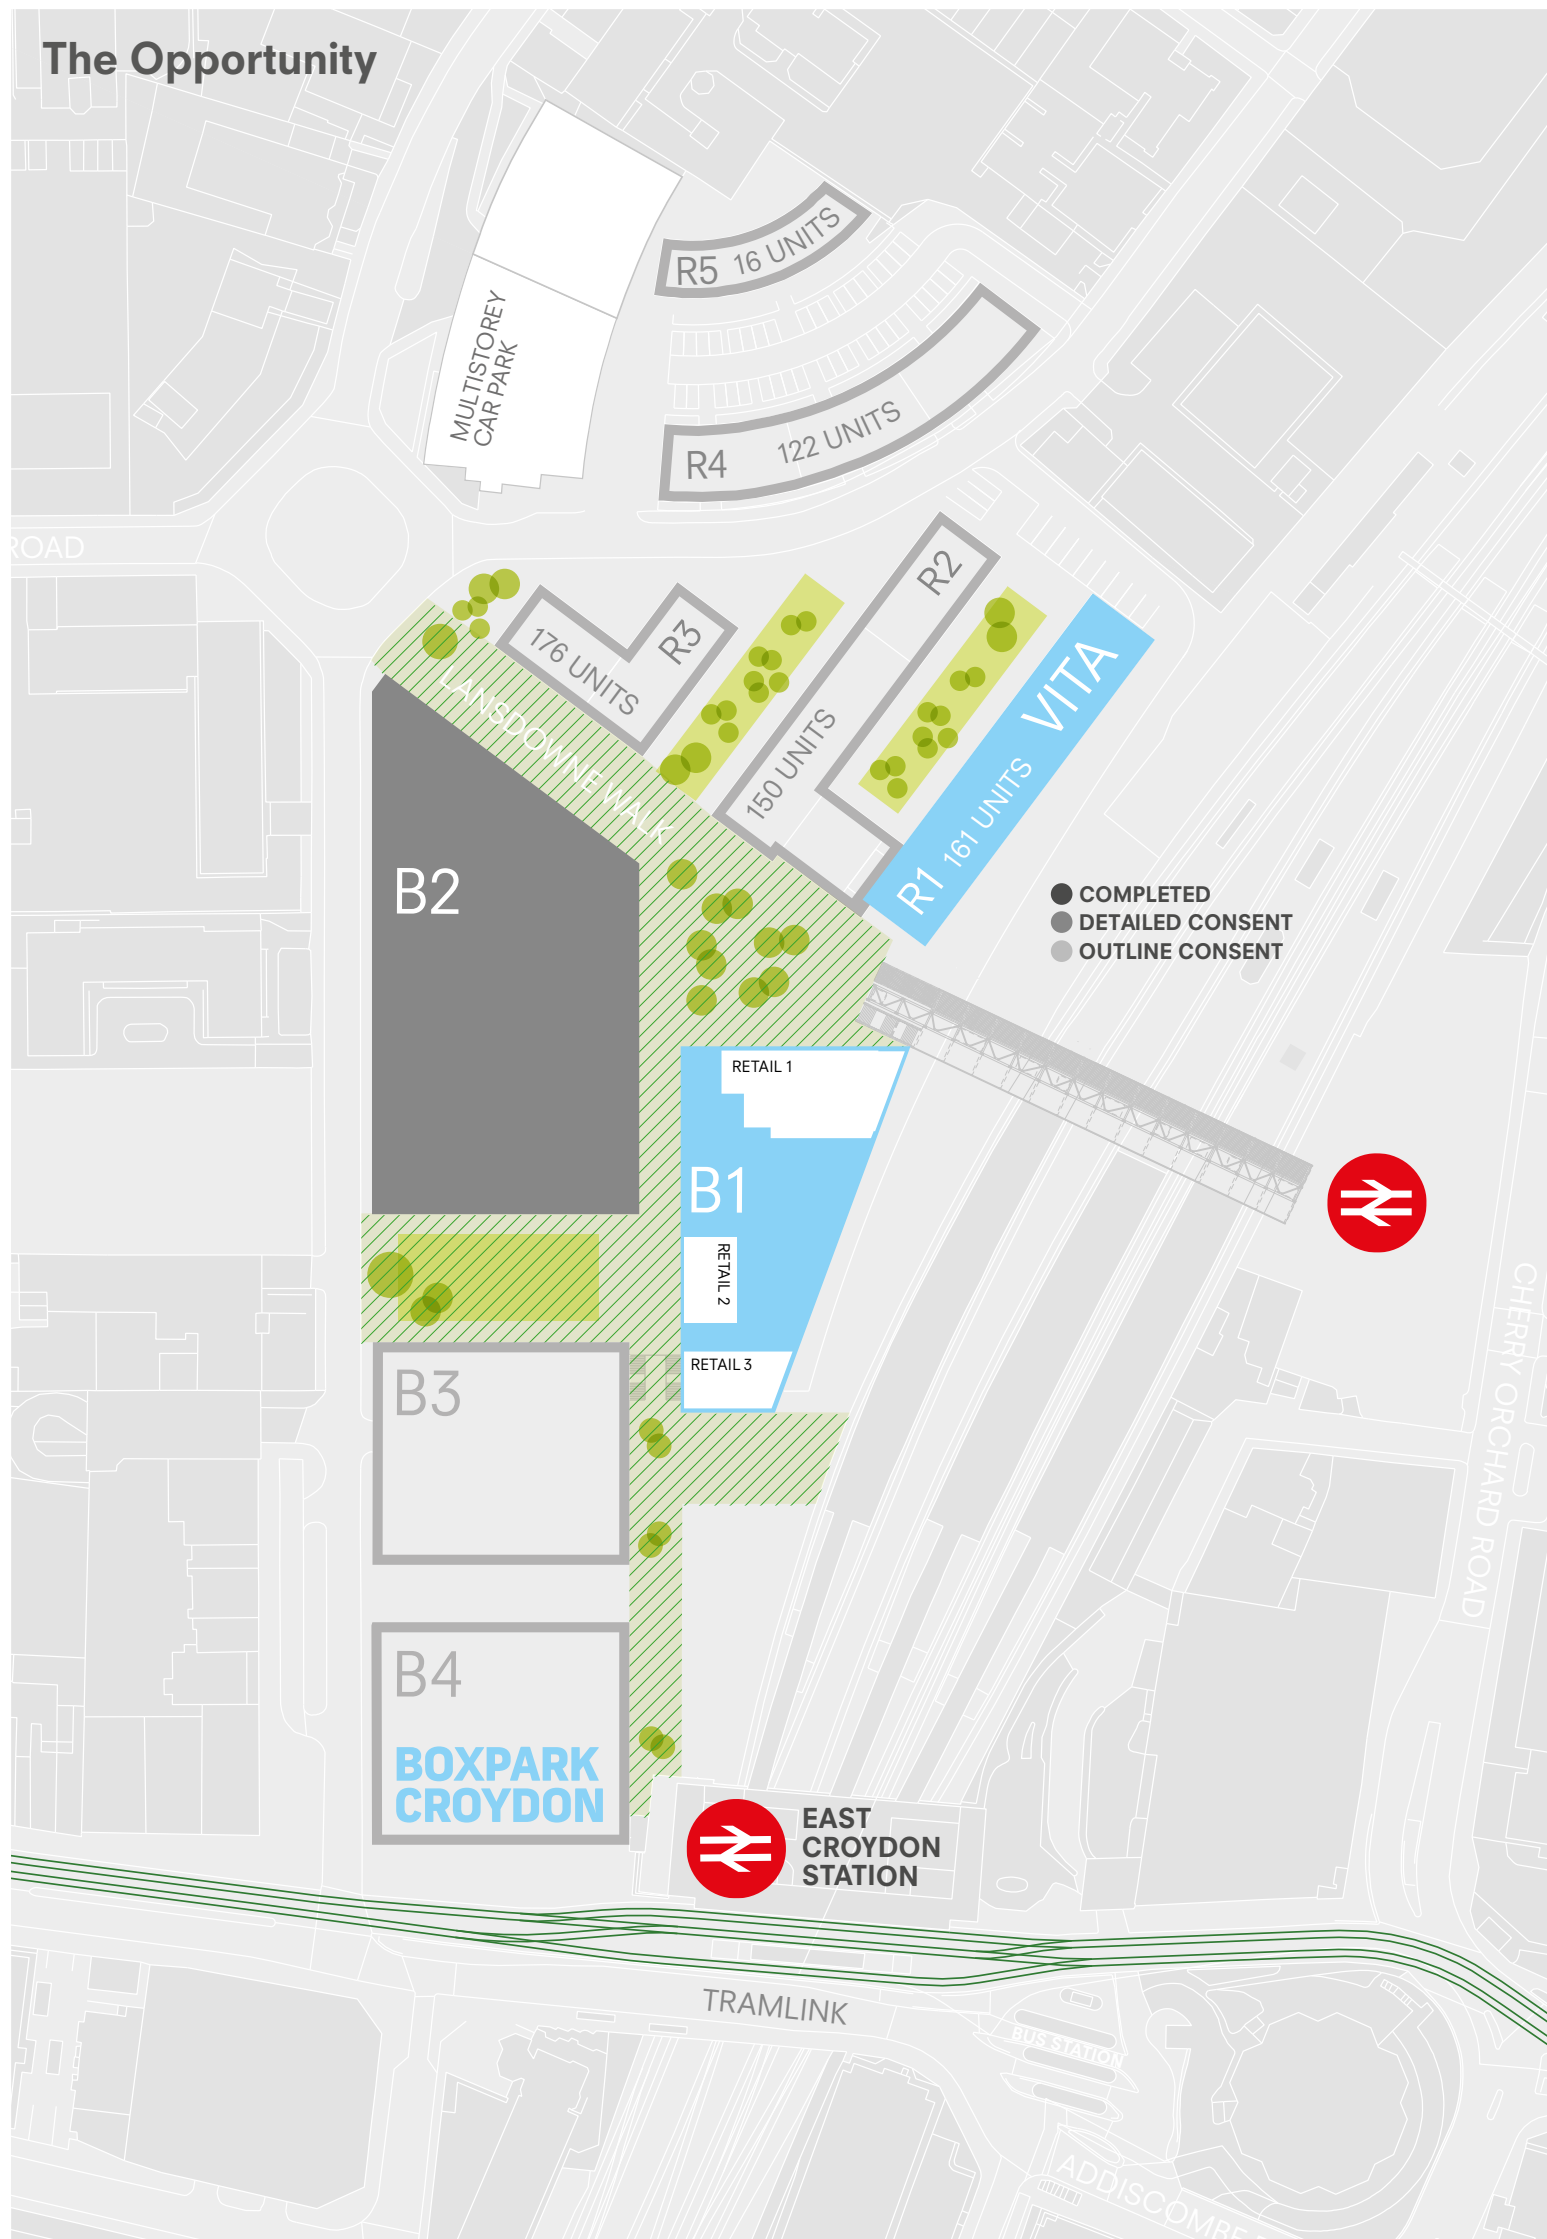 The Opportunity
R5 16 UNITS
MULTISTOREY
CAR PARK
R4 122 UNITS
ROAD
R2
150 UNITS
R3
176 UNITS
VITA
R1 161 UNITS
LANSDOWNE WALK
B2
COMPLETED
DETAILED CONSENT
OUTLINE CONSENT
RETAIL 1
B1
RETAIL 2
RETAIL 3
CHERRY ORCHARD ROAD
B3
B4
BOXPARK
CROYDON
EAST
CROYDON
STATION
TRAMLINK
BUS STATION
ADDISCOMBE